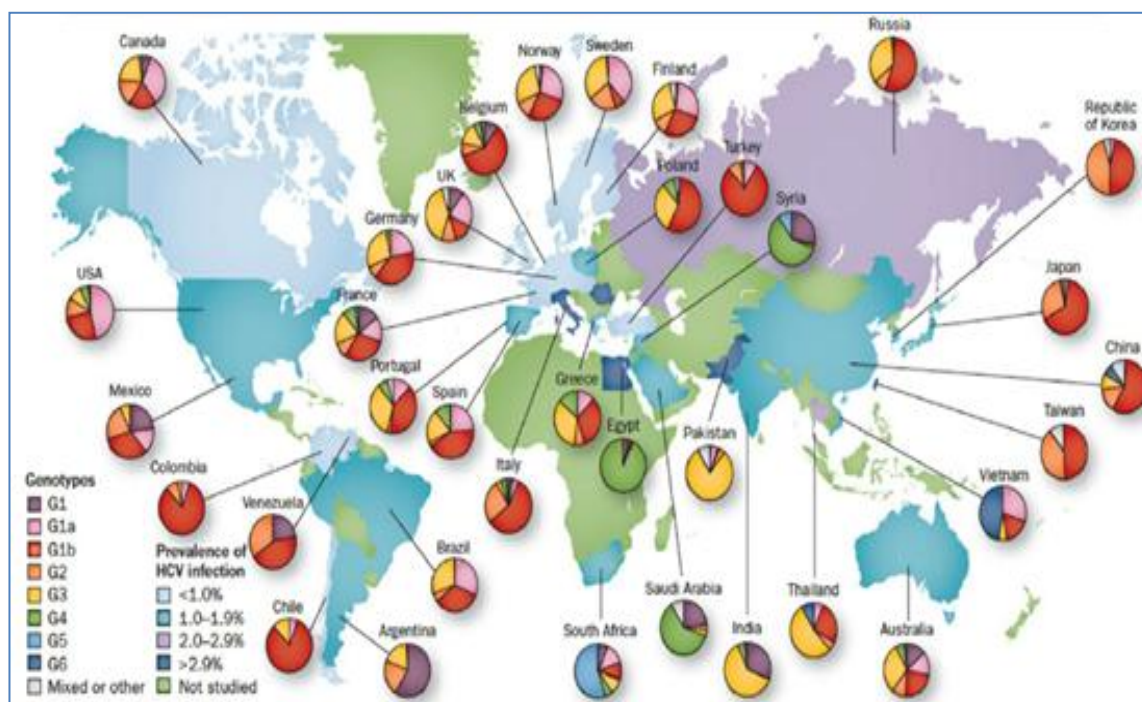 Canada
Norway
Sweden
Finland
Russia
Republic
of Korea
Belgium
UK
Germany
Poland
Turkey
Syria
USA
France
Japan
China
Portugal
Spain
Greece
Egypt
Pakistan
Taiwan
Mexico
Colombia
Venezuela
Italy
Vietnam
Brazil
Chile
Argentina
South Africa
Saudi Arabia
India
Thailand
Australia
Genotypes
G1
G1a
G1b
G2
G3
G4
G5
G6
Mixed or other
Prevalence of
HCV infection
<1.0%
1.0–1.9%
2.0–2.9%
>2.9%
Not studied